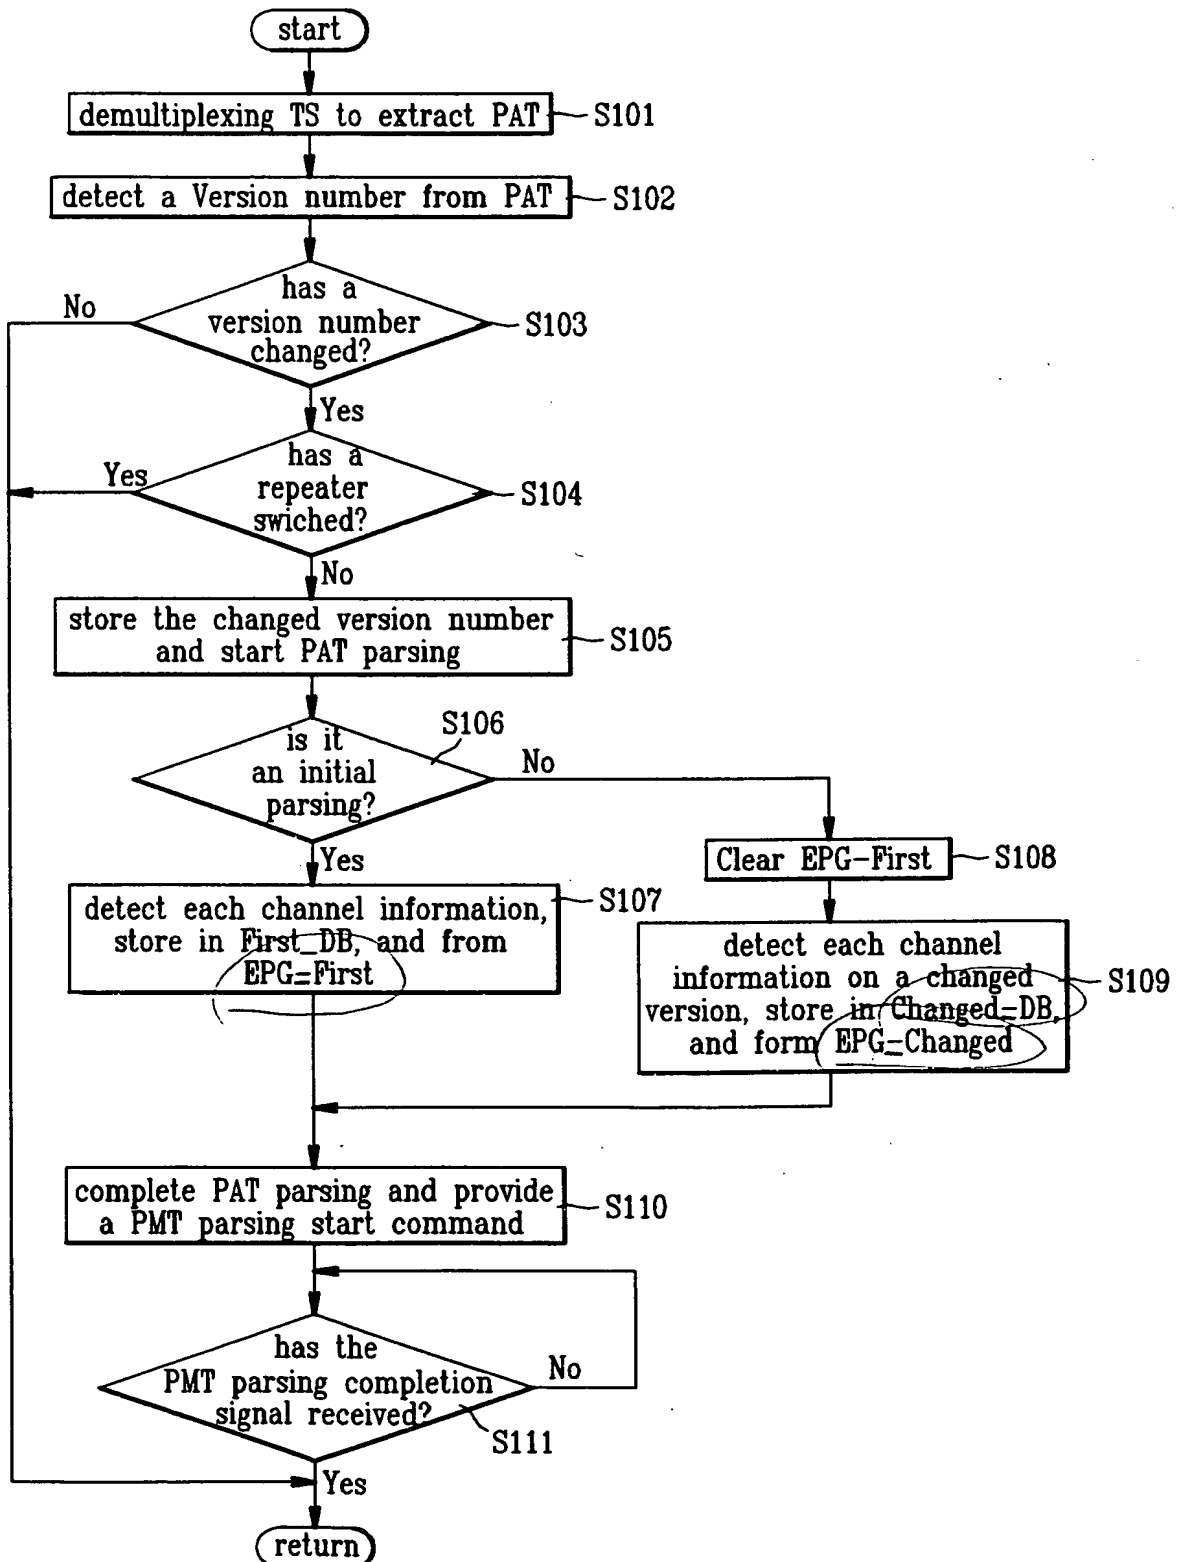 start
demultiplexing TS to extract PAT
S101
detect a Version number from PAT
S102
has a
version number
changed?
S103
No
Yes
has a
repeater
swiched?
S104
Yes
No
store the changed version number
and start PAT parsing
S105
is it
an initial
parsing?
S106
No
Yes
Clear EPG-First
S108
detect each channel information,
store in First_DB, and from
EPG=First
S107
detect each channel
information on a changed
version, store in Changed=DB,
and form EPG=Changed
S109
complete PAT parsing and provide
a PMT parsing start command
S110
has the
PMT parsing completion
signal received?
S111
No
Yes
return